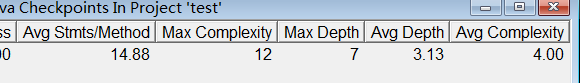 va Checkpoints In Project 'test'
ss Avg Stmts/Method Max Complexity Max Depth Avg Depth Avg Complexity
00 14.88 12 7 3.13 4.00